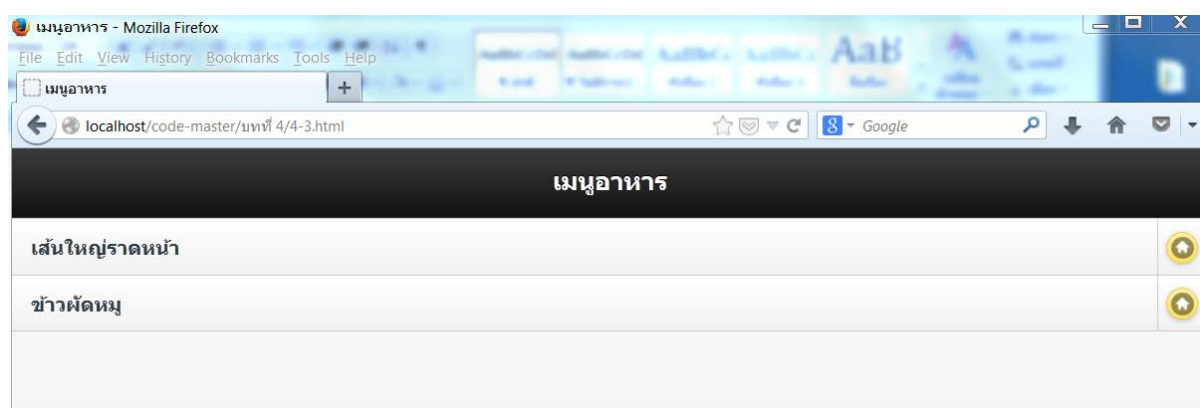 เมนูอาหาร - Mozilla Firefox
File Edit View History Bookmarks Tools Help
AaB
เมนูอาหาร
localhost/code-master/บทที่ 4/4-3.html
Google
เมนูอาหาร
เส้นใหญ่ราดหน้า
ข้าวผัดหมู